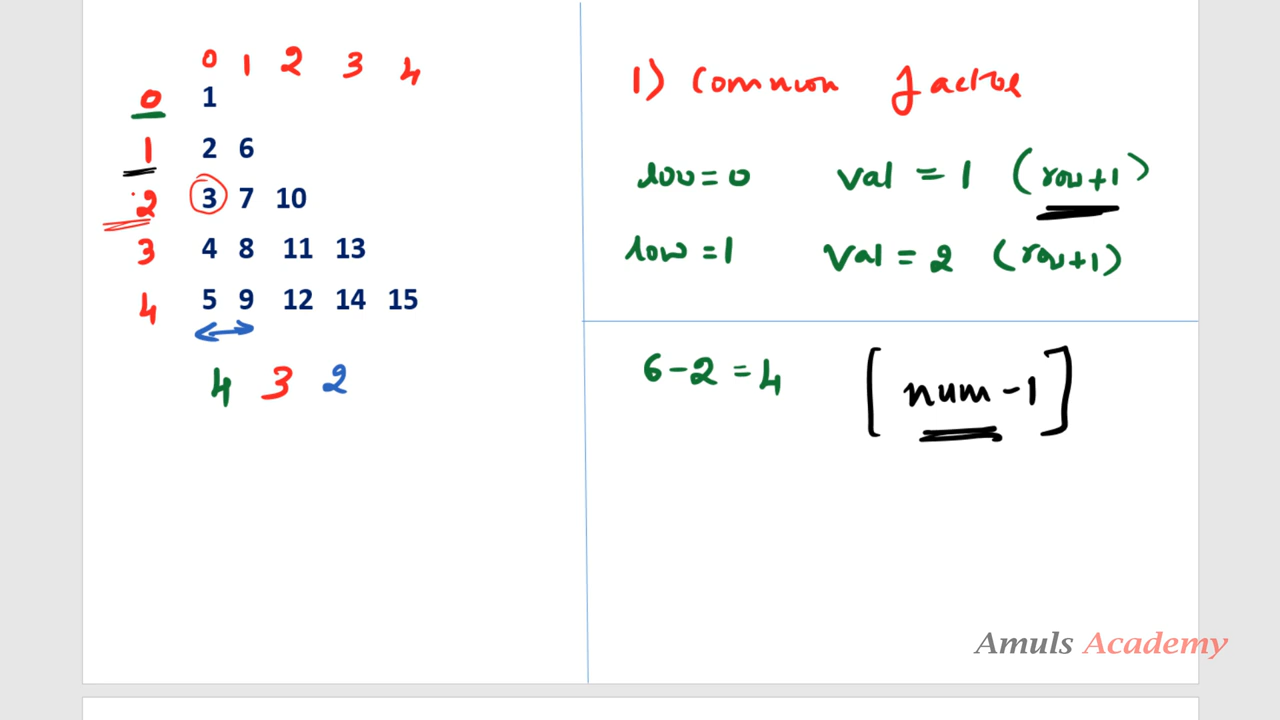 0 1 2 3 4
0 1
1 2 6
2 3 7 10
3 4 8 11 13
4 5 9 12 14 15
4 3 2
1) Common factor
row=0 val = 1 (row+1)
row=1 val = 2 (row+1)
6-2=4 [num-1]
Amuls Academy